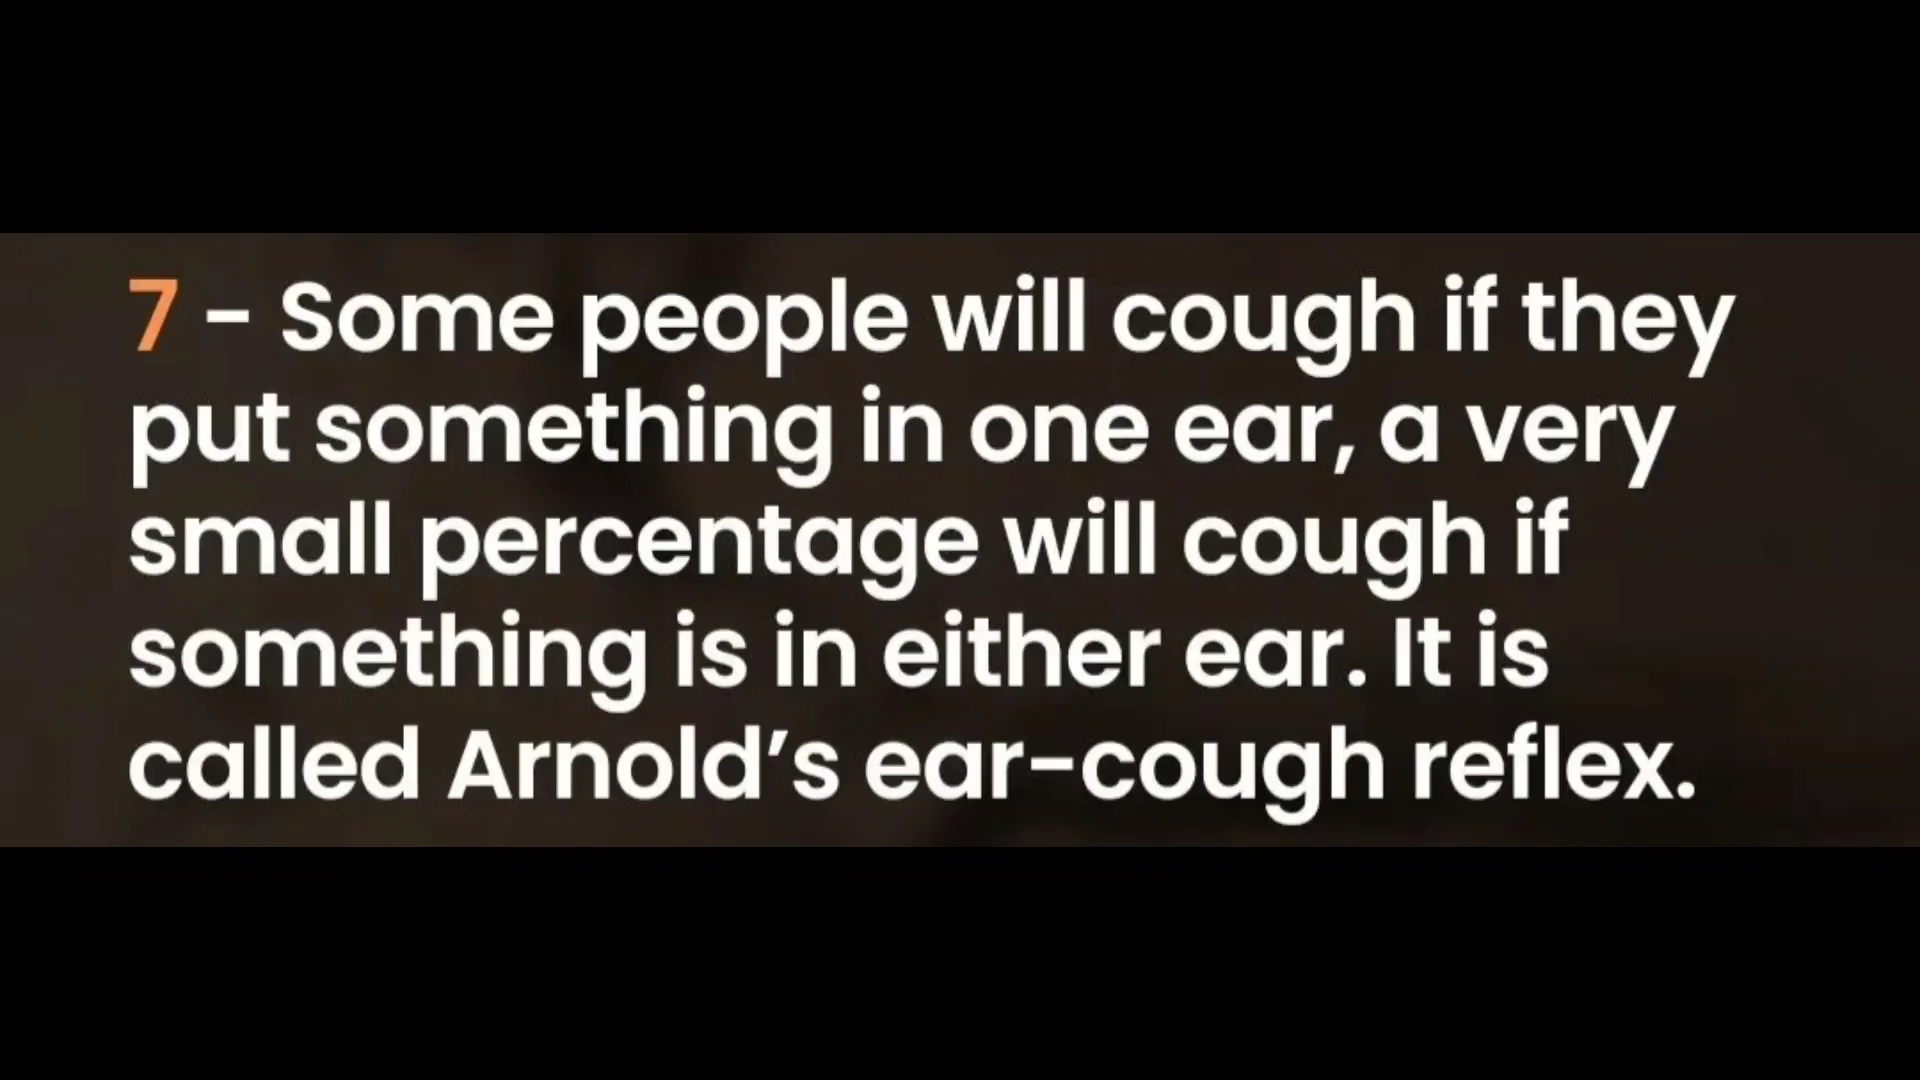 7 – Some people will cough if they
put something in one ear, a very
small percentage will cough if
something is in either ear. It is
called Arnold’s ear-cough reflex.